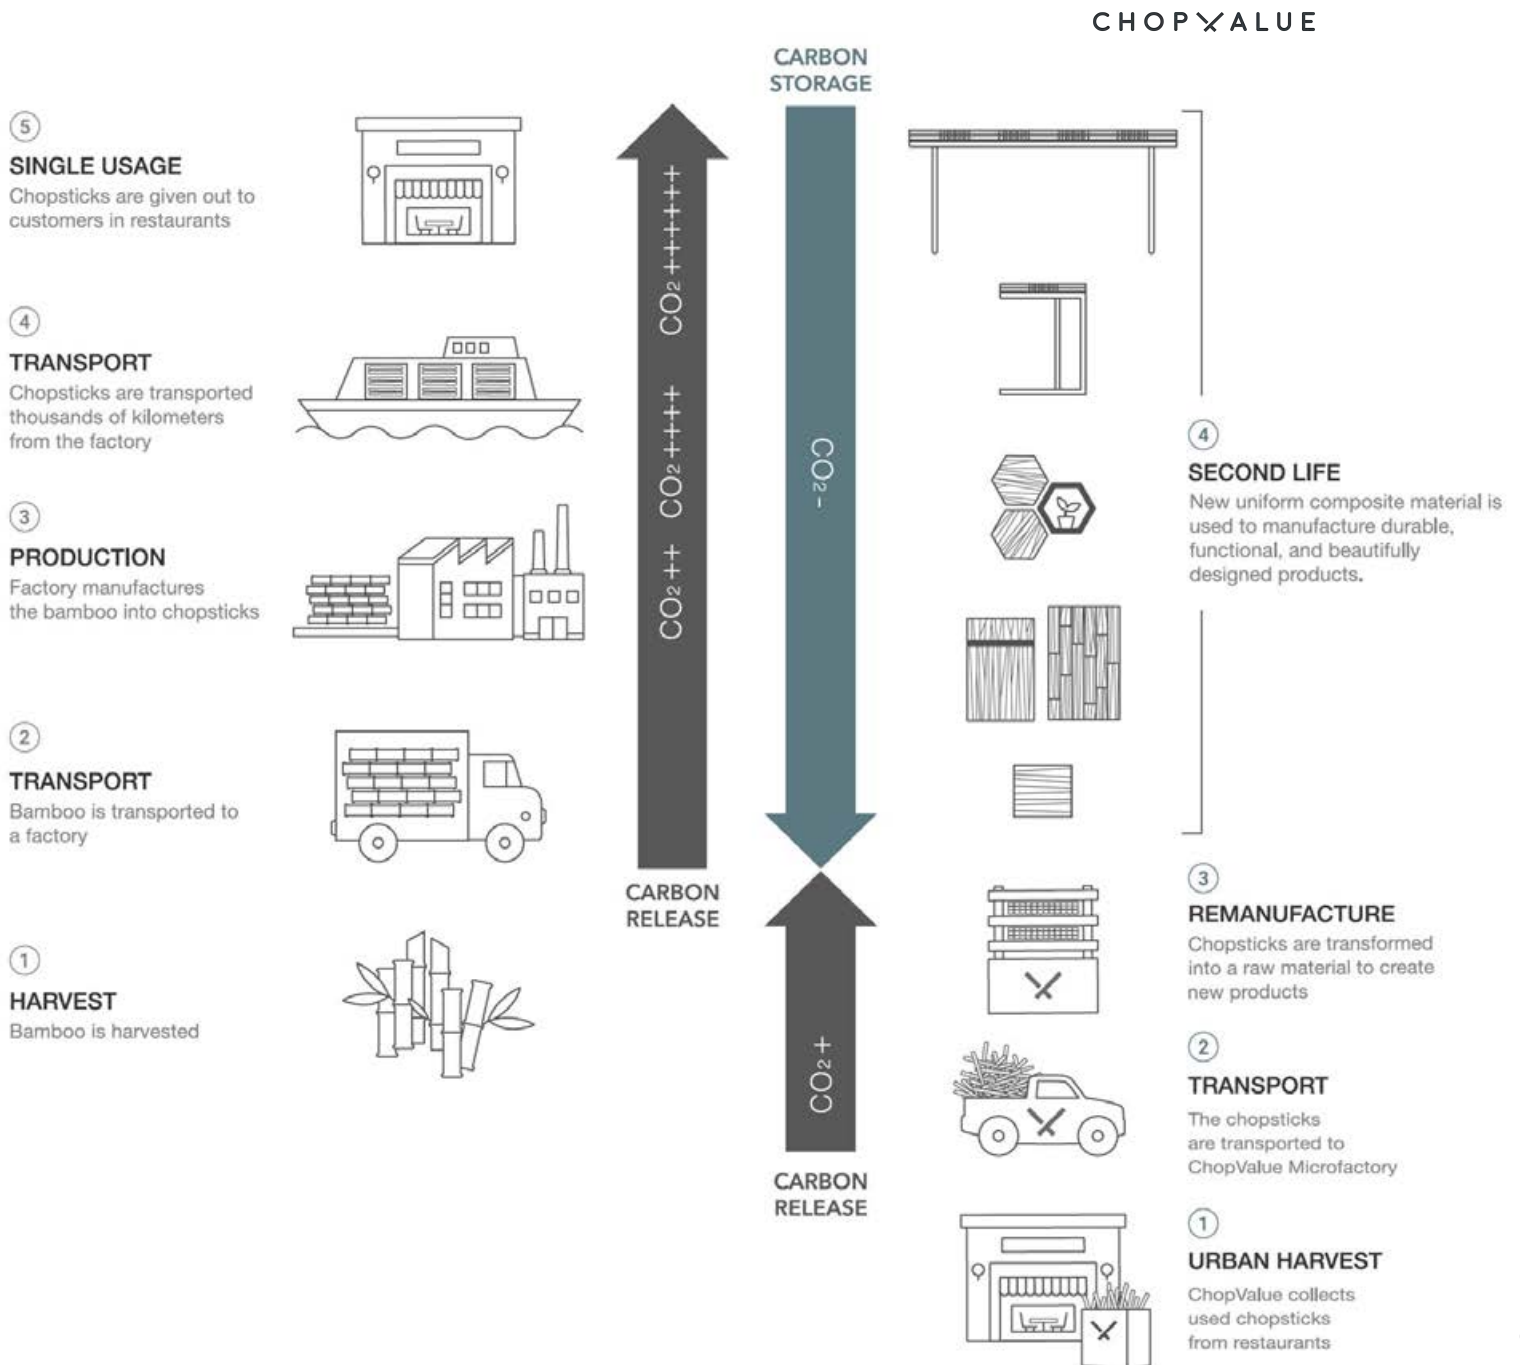 CHOPVALUE
CARBON
STORAGE
5
SINGLE USAGE
Chopsticks are given out to
customers in restaurants
4
TRANSPORT
Chopsticks are transported
thousands of kilometers
from the factory
3
PRODUCTION
Factory manufactures
the bamboo into chopsticks
2
TRANSPORT
Bamboo is transported to
a factory
1
HARVEST
Bamboo is harvested
CO2++ CO2++++ CO2++++++
CARBON
RELEASE
CO2-
CO2+
CARBON
RELEASE
4
SECOND LIFE
New uniform composite material is
used to manufacture durable,
functional, and beautifully
designed products.
3
REMANUFACTURE
Chopsticks are transformed
into a raw material to create
new products
2
TRANSPORT
The chopsticks
are transported to
ChopValue Microfactory
1
URBAN HARVEST
ChopValue collects
used chopsticks
from restaurants